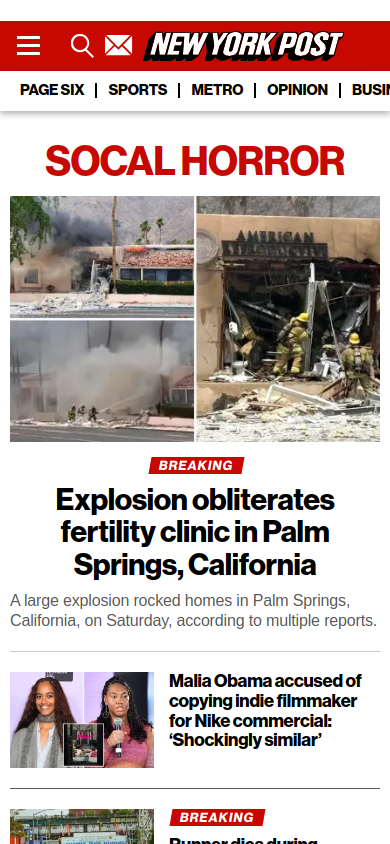 NEW YORK POST
PAGE SIX
SPORTS
METRO
OPINION
SOCAL HORROR
AMERICAN
BREAKING
Explosion obliterates
fertility clinic in Palm
Springs, California
A large explosion rocked homes in Palm Springs,
California, on Saturday, according to multiple reports.
Malia Obama accused of
copying indie filmmaker
for Nike commercial:
‘Shockingly similar’
BREAKING
Runner dies during